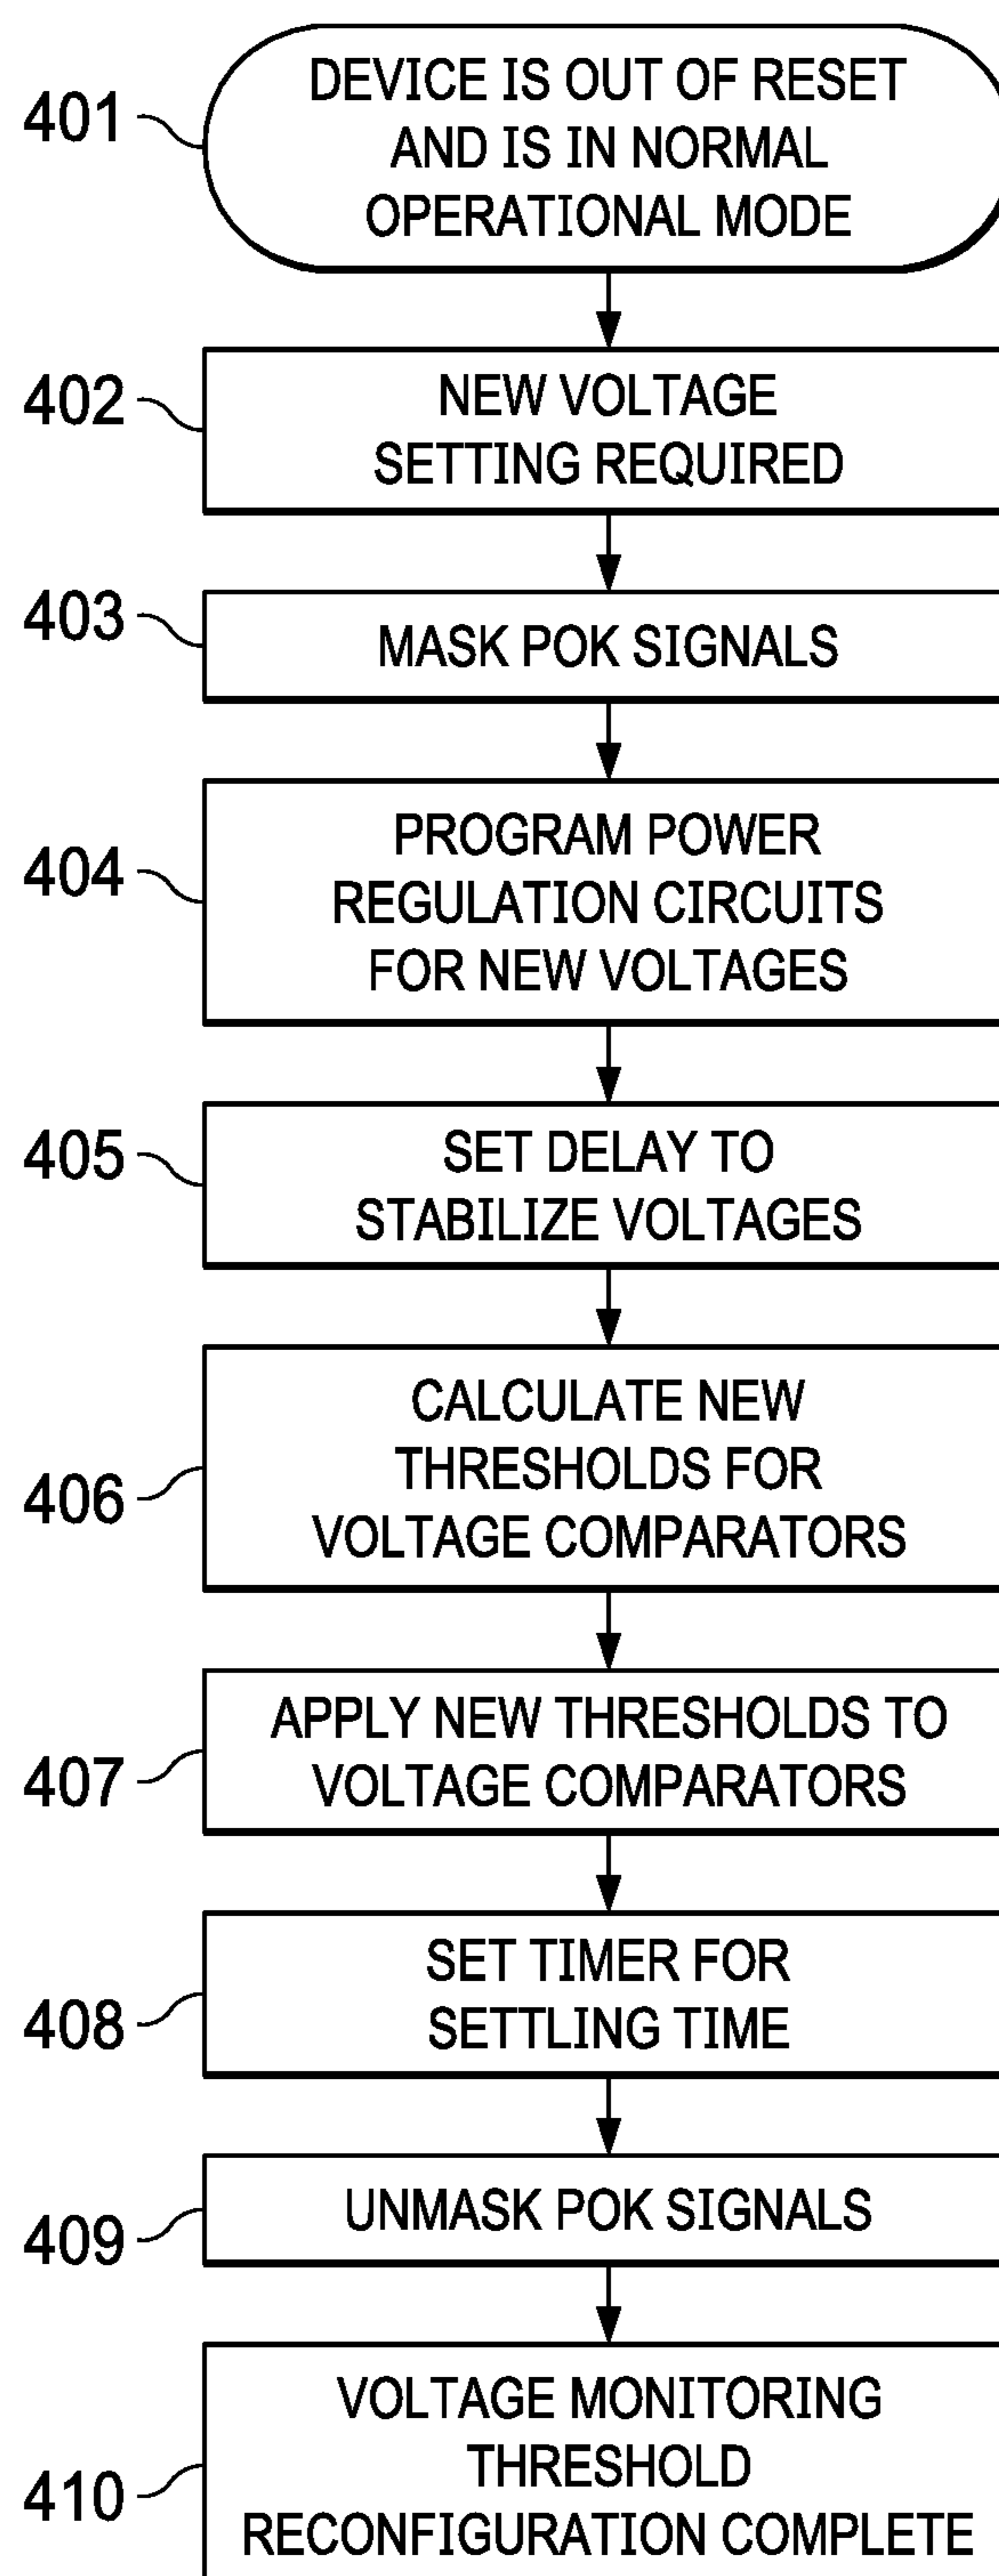 401
DEVICE IS OUT OF RESET
AND IS IN NORMAL
OPERATIONAL MODE
402
NEW VOLTAGE
SETTING REQUIRED
403
MASK POK SIGNALS
404
PROGRAM POWER
REGULATION CIRCUITS
FOR NEW VOLTAGES
405
SET DELAY TO
STABILIZE VOLTAGES
406
CALCULATE NEW
THRESHOLDS FOR
VOLTAGE COMPARATORS
407
APPLY NEW THRESHOLDS TO
VOLTAGE COMPARATORS
408
SET TIMER FOR
SETTLING TIME
409
UNMASK POK SIGNALS
410
VOLTAGE MONITORING
THRESHOLD
RECONFIGURATION COMPLETE